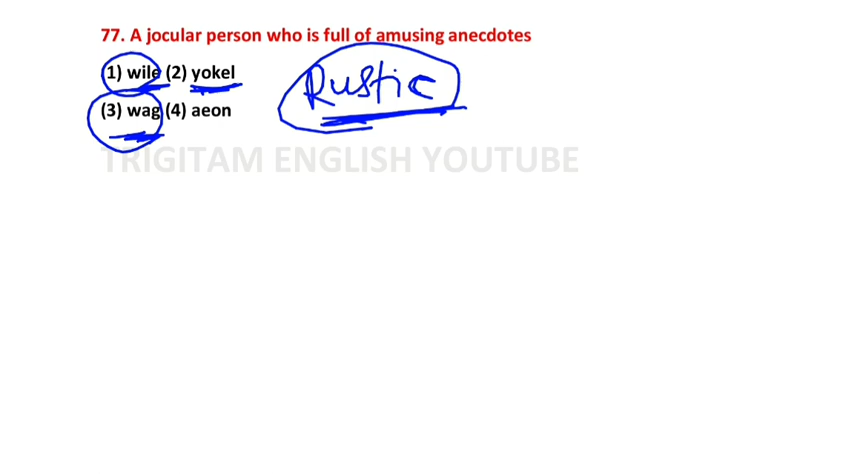 77. A jocular person who is full of amusing anecdotes
(1) wile (2) yokel
(3) wag (4) aeon
Rustic
TRIGITAM ENGLISH YOUTUBE